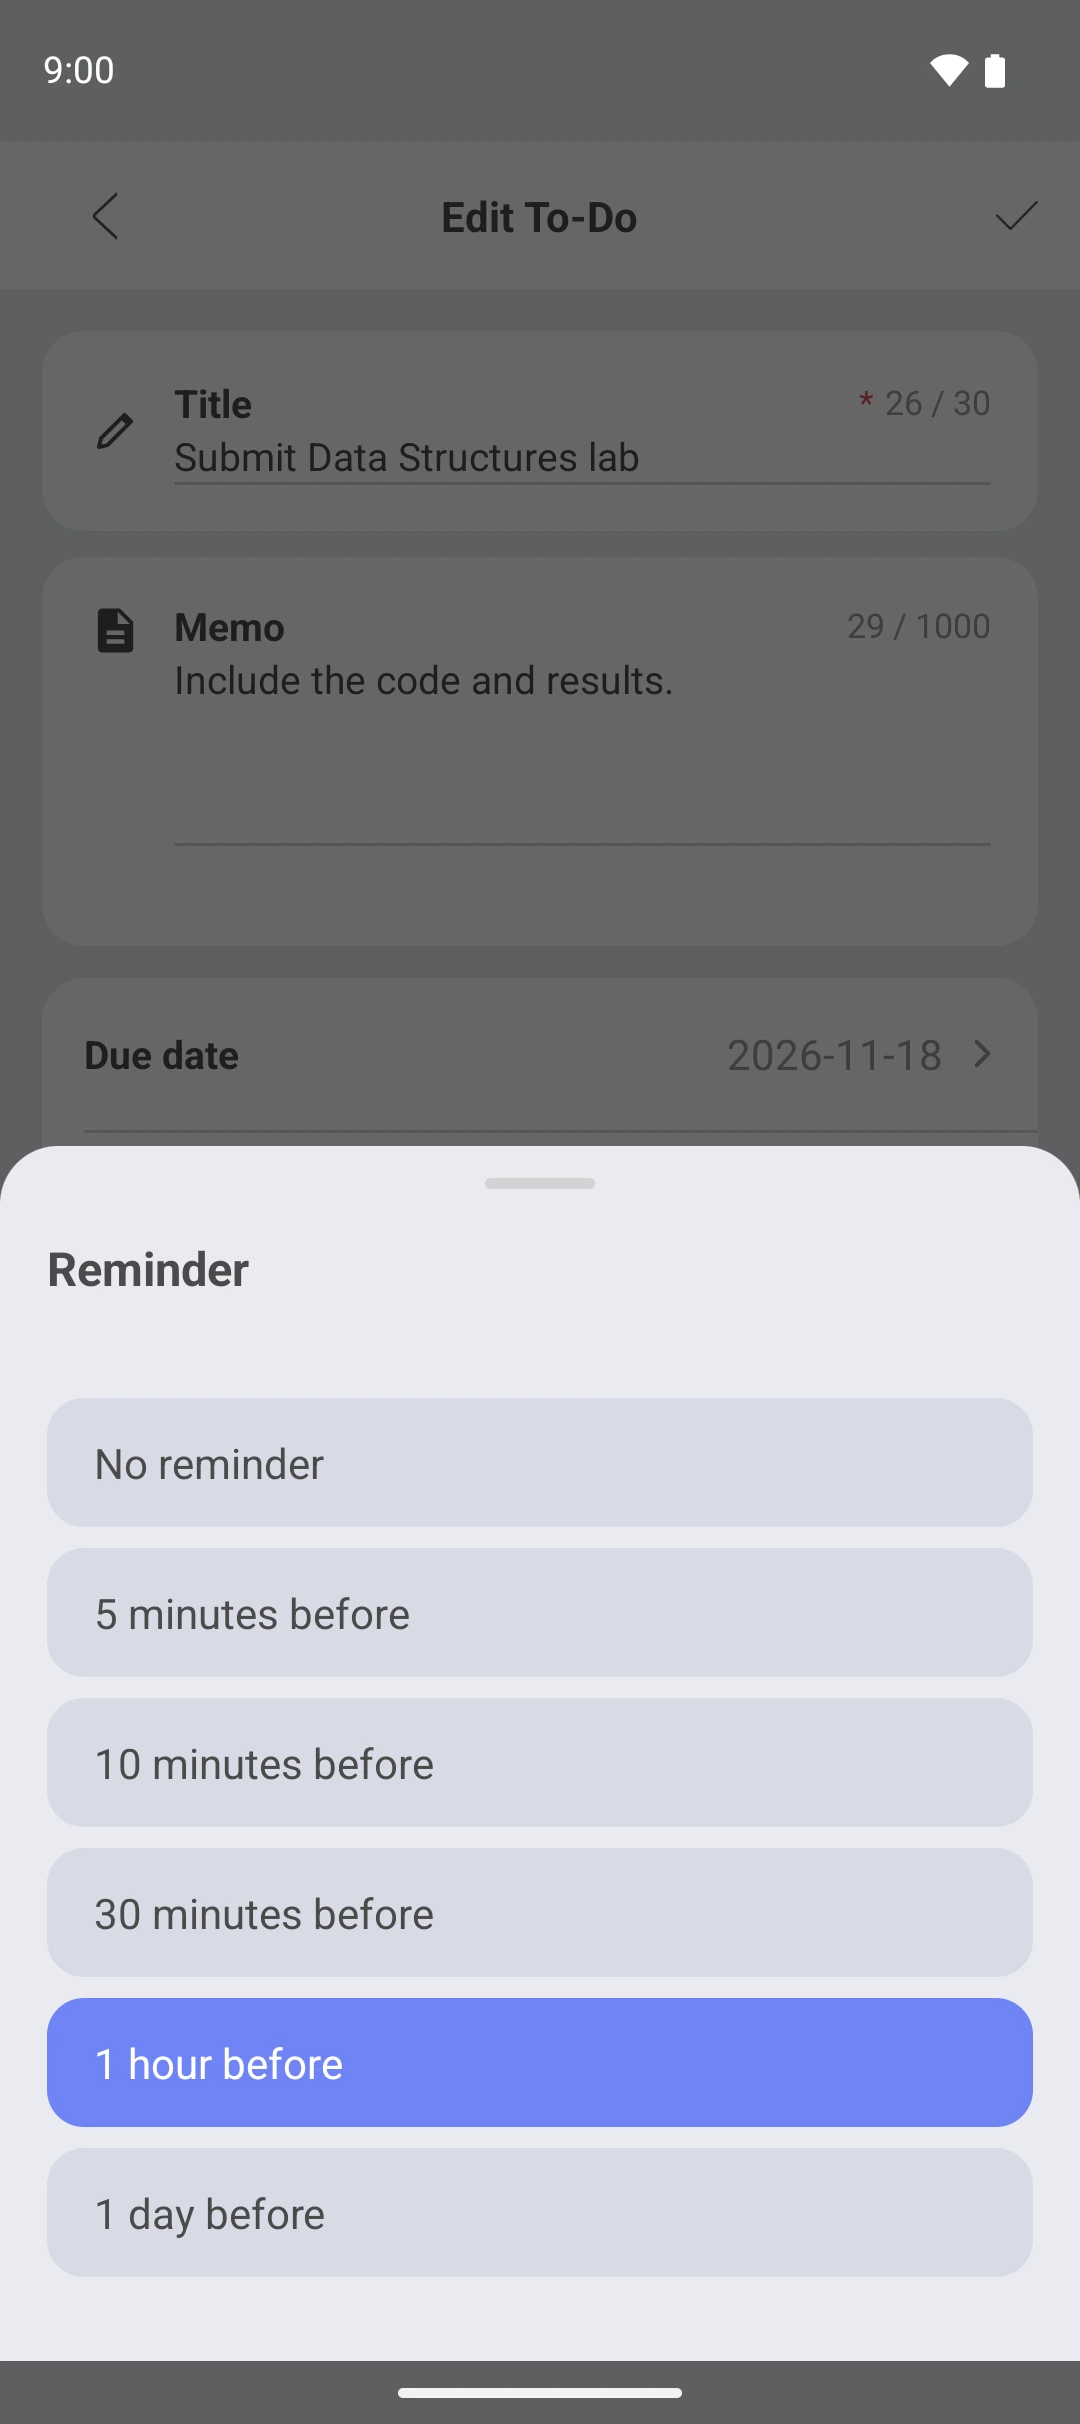 9:00
Edit To-Do
Title
* 26 / 30
Submit Data Structures lab
Memo
29 / 1000
Include the code and results.
Due date
2026-11-18
Reminder
No reminder
5 minutes before
10 minutes before
30 minutes before
1 hour before
1 day before